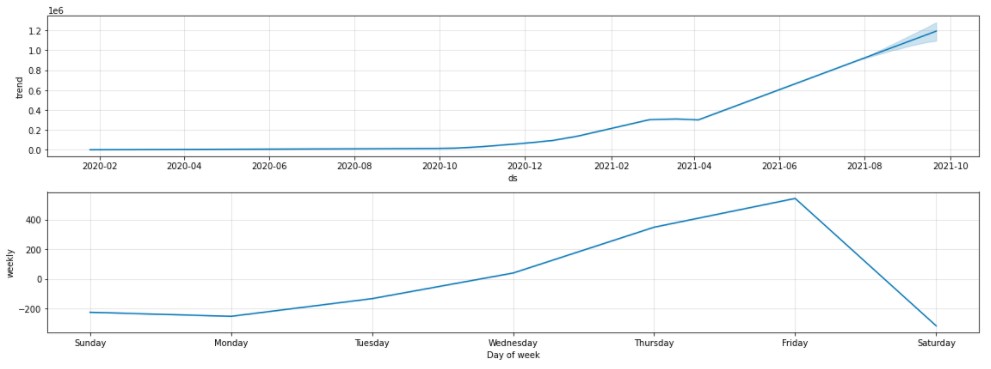 1e6
1.2
1.0
0.8
0.6
0.4
0.2
0.0
trend
2020-02 2020-04 2020-06 2020-08 2020-10 2020-12 2021-02 2021-04 2021-06 2021-08 2021-10
ds
400
200
0
−200
weekly
Sunday Monday Tuesday Wednesday Thursday Friday Saturday
Day of week